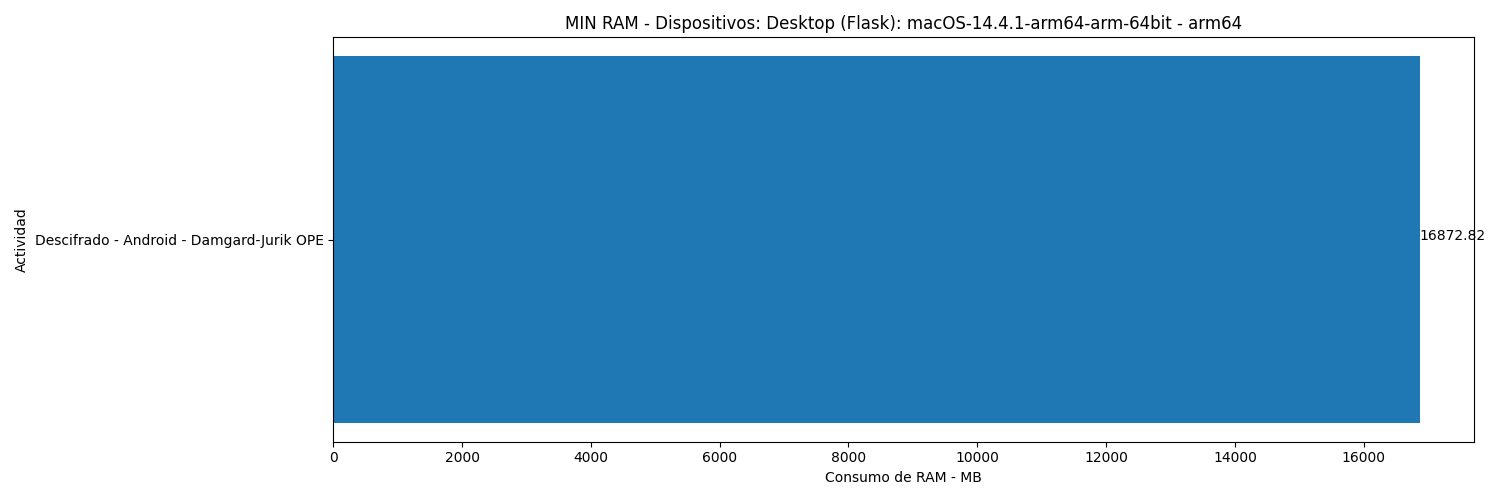 MIN RAM - Dispositivos: Desktop (Flask): macOS-14.4.1-arm64-arm-64bit - arm64
Actividad
Descifrado - Android - Damgard-Jurik OPE
16872.82
0 2000 4000 6000 8000 10000 12000 14000 16000
Consumo de RAM - MB